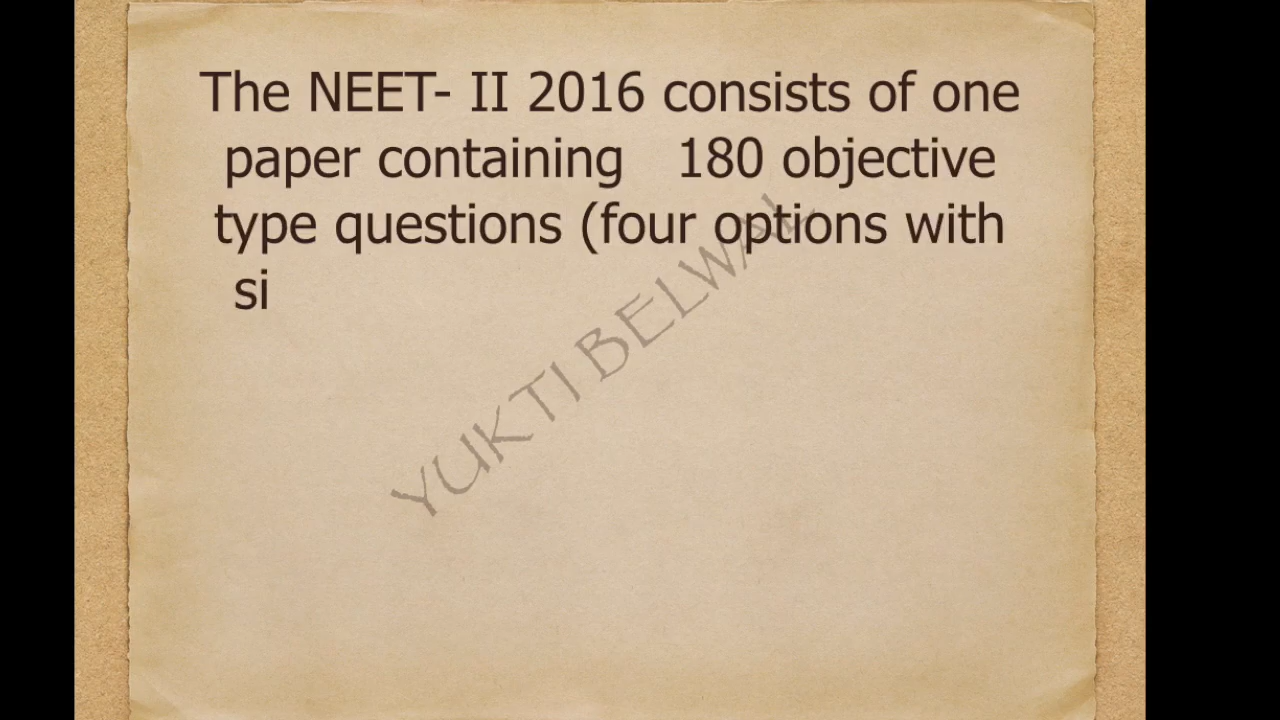 The NEET- II 2016 consists of one
paper containing 180 objective
type questions (four options with
si
YUKTI BELWAL